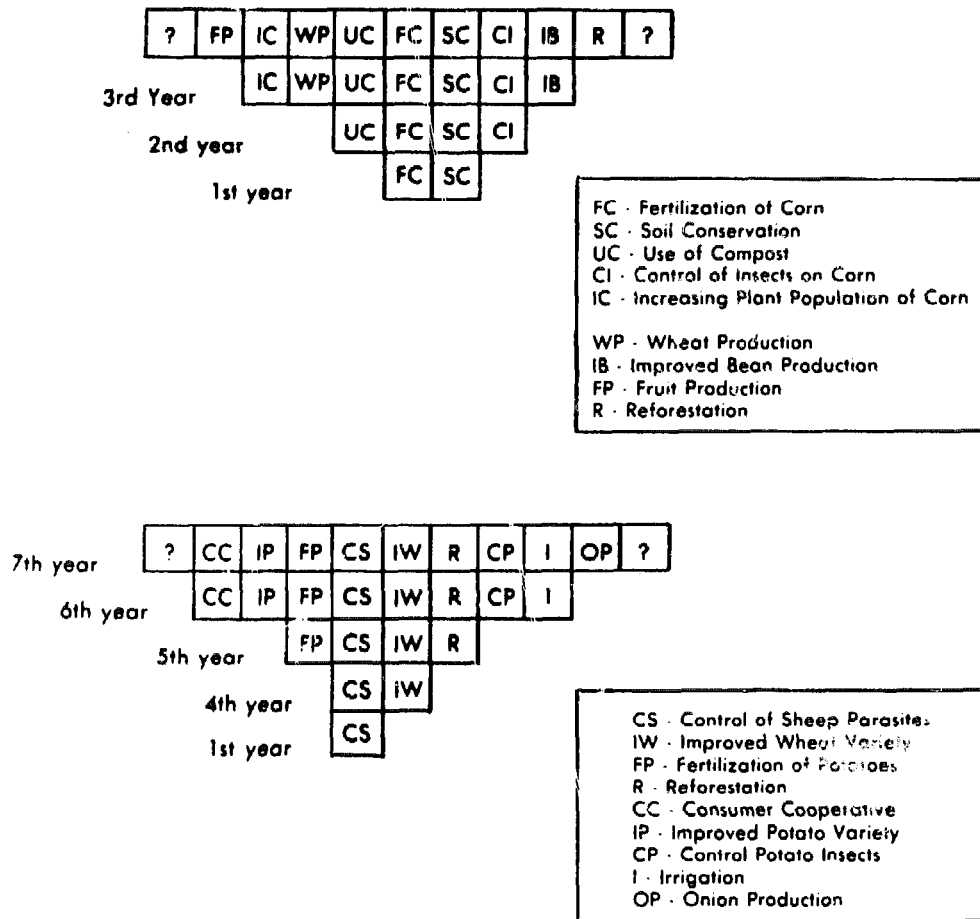 ? FP IC WP UC FC SC CI IB R ?
3rd Year IC WP UC FC SC CI IB
2nd year UC FC SC CI
1st year FC SC
FC - Fertilization of Corn
SC - Soil Conservation
UC - Use of Compost
CI - Control of Insects on Corn
IC - Increasing Plant Population of Corn
WP - Wheat Production
IB - Improved Bean Production
FP - Fruit Production
R - Reforestation
7th year ? CC IP FP CS IW R CP I OP ?
6th year CC IP FP CS IW R CP I
5th year FP CS IW R
4th year CS IW
1st year CS
CS - Control of Sheep Parasites
IW - Improved Wheat Variety
FP - Fertilization of Potatoes
R - Reforestation
CC - Consumer Cooperative
IP - Improved Potato Variety
CP - Control Potato Insects
I - Irrigation
OP - Onion Production